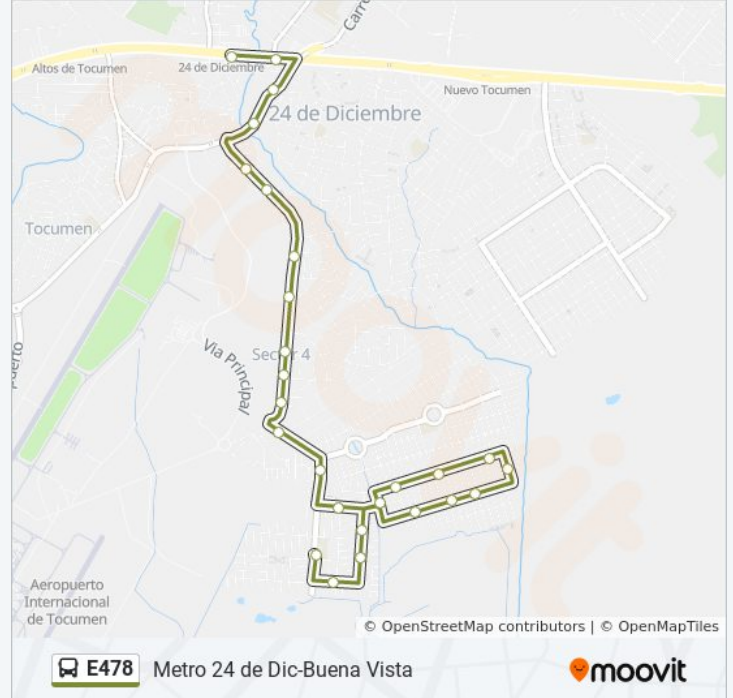 Carre
Altos de Tocumen
24 de Diciembre
Nuevo Tocumen
24 de Diciembre
Tocumen
Via Principal
Sector 4
Aeropuerto
Internacional
de Tocumen
© OpenStreetMap contributors | © OpenMapTiles
E478 Metro 24 de Dic-Buena Vista
moovit